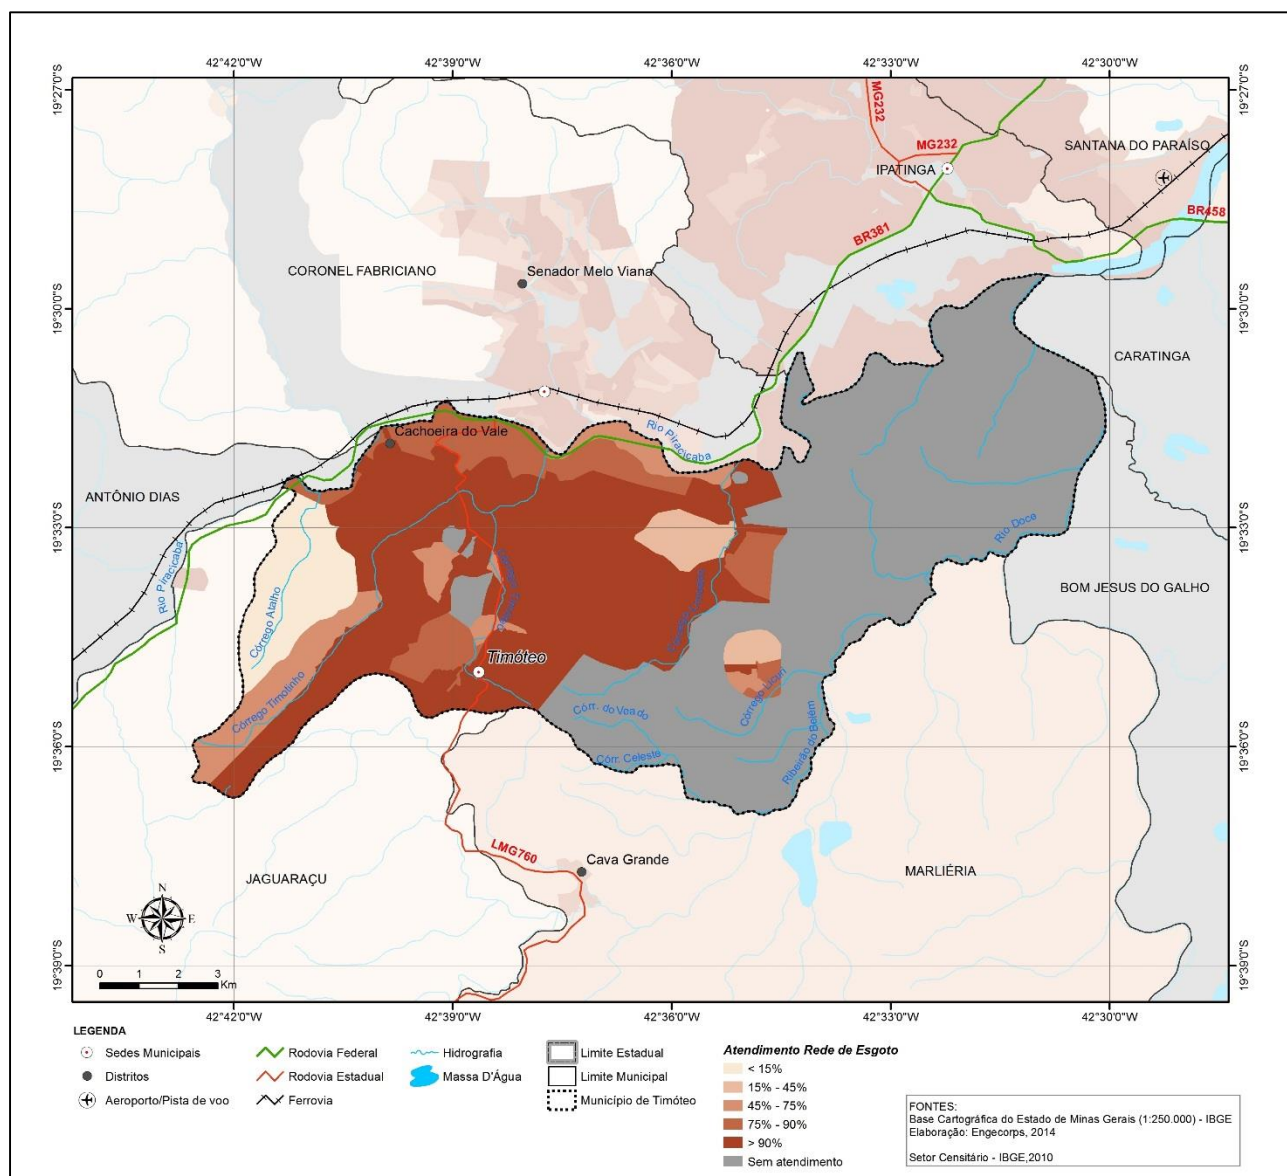 42°42'0"W 42°39'0"W 42°36'0"W 42°33'0"W 42°30'0"W
19°27'0"S 19°27'0"S
MG232
MG232
SANTANA DO PARAÍSO
IPATINGA
BR458
BR381
CORONEL FABRICIANO
Senador Melo Viana
19°30'0"S 19°30'0"S
CARATINGA
Rio Piracicaba
Cachoeira do Vale
ANTÔNIO DIAS
19°33'0"S 19°33'0"S
Rio Doce
Rio Piracicaba
BOM JESUS DO GALHO
Córrego Atalho
Timóteo
Córrego Timotinho
Córr. do Veado
Córrego Licuri
Córr. Celeste
Ribeirão do Belém
19°36'0"S 19°36'0"S
LMG760
Cava Grande
JAGUARAÇU
MARLIÉRIA
N
W E
S
19°39'0"S 19°39'0"S
0 1 2 3
Km
42°42'0"W 42°39'0"W 42°36'0"W 42°33'0"W 42°30'0"W
LEGENDA
Sedes Municipais
Distritos
Aeroporto/Pista de voo
Rodovia Federal
Rodovia Estadual
Ferrovia
Hidrografia
Massa D'Água
Limite Estadual
Limite Municipal
Município de Timóteo
Atendimento Rede de Esgoto
< 15%
15% - 45%
45% - 75%
75% - 90%
> 90%
Sem atendimento
FONTES:
Base Cartográfica do Estado de Minas Gerais (1:250.000) - IBGE
Elaboração: Engecorps, 2014
Setor Censitário - IBGE,2010